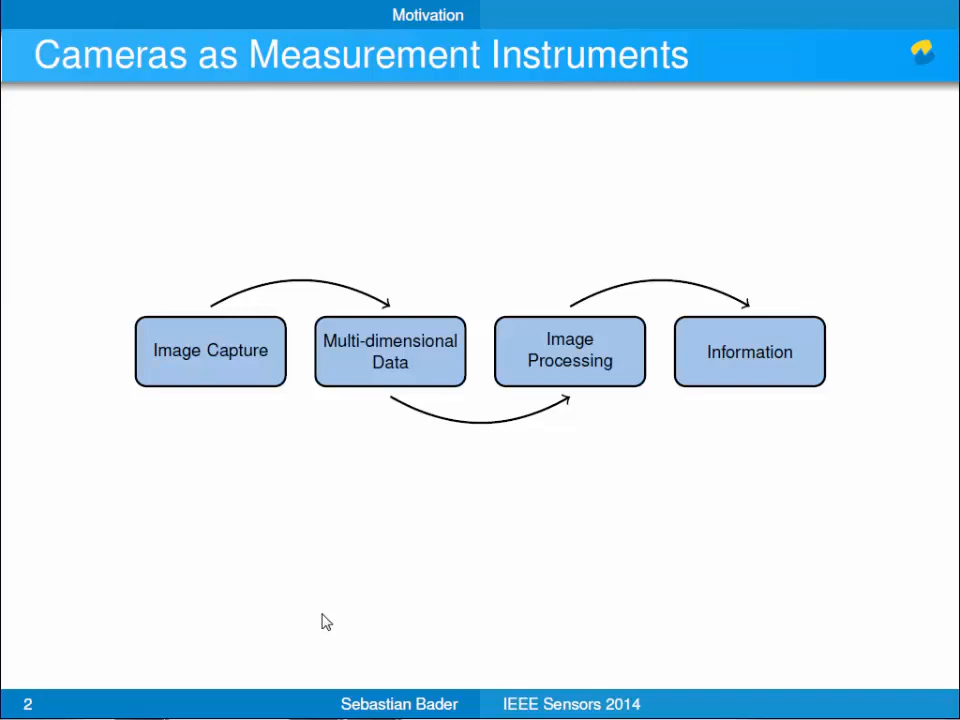 Motivation
Cameras as Measurement Instruments
Image Capture
Multi-dimensional
Data
Image
Processing
Information
2
Sebastian Bader
IEEE Sensors 2014